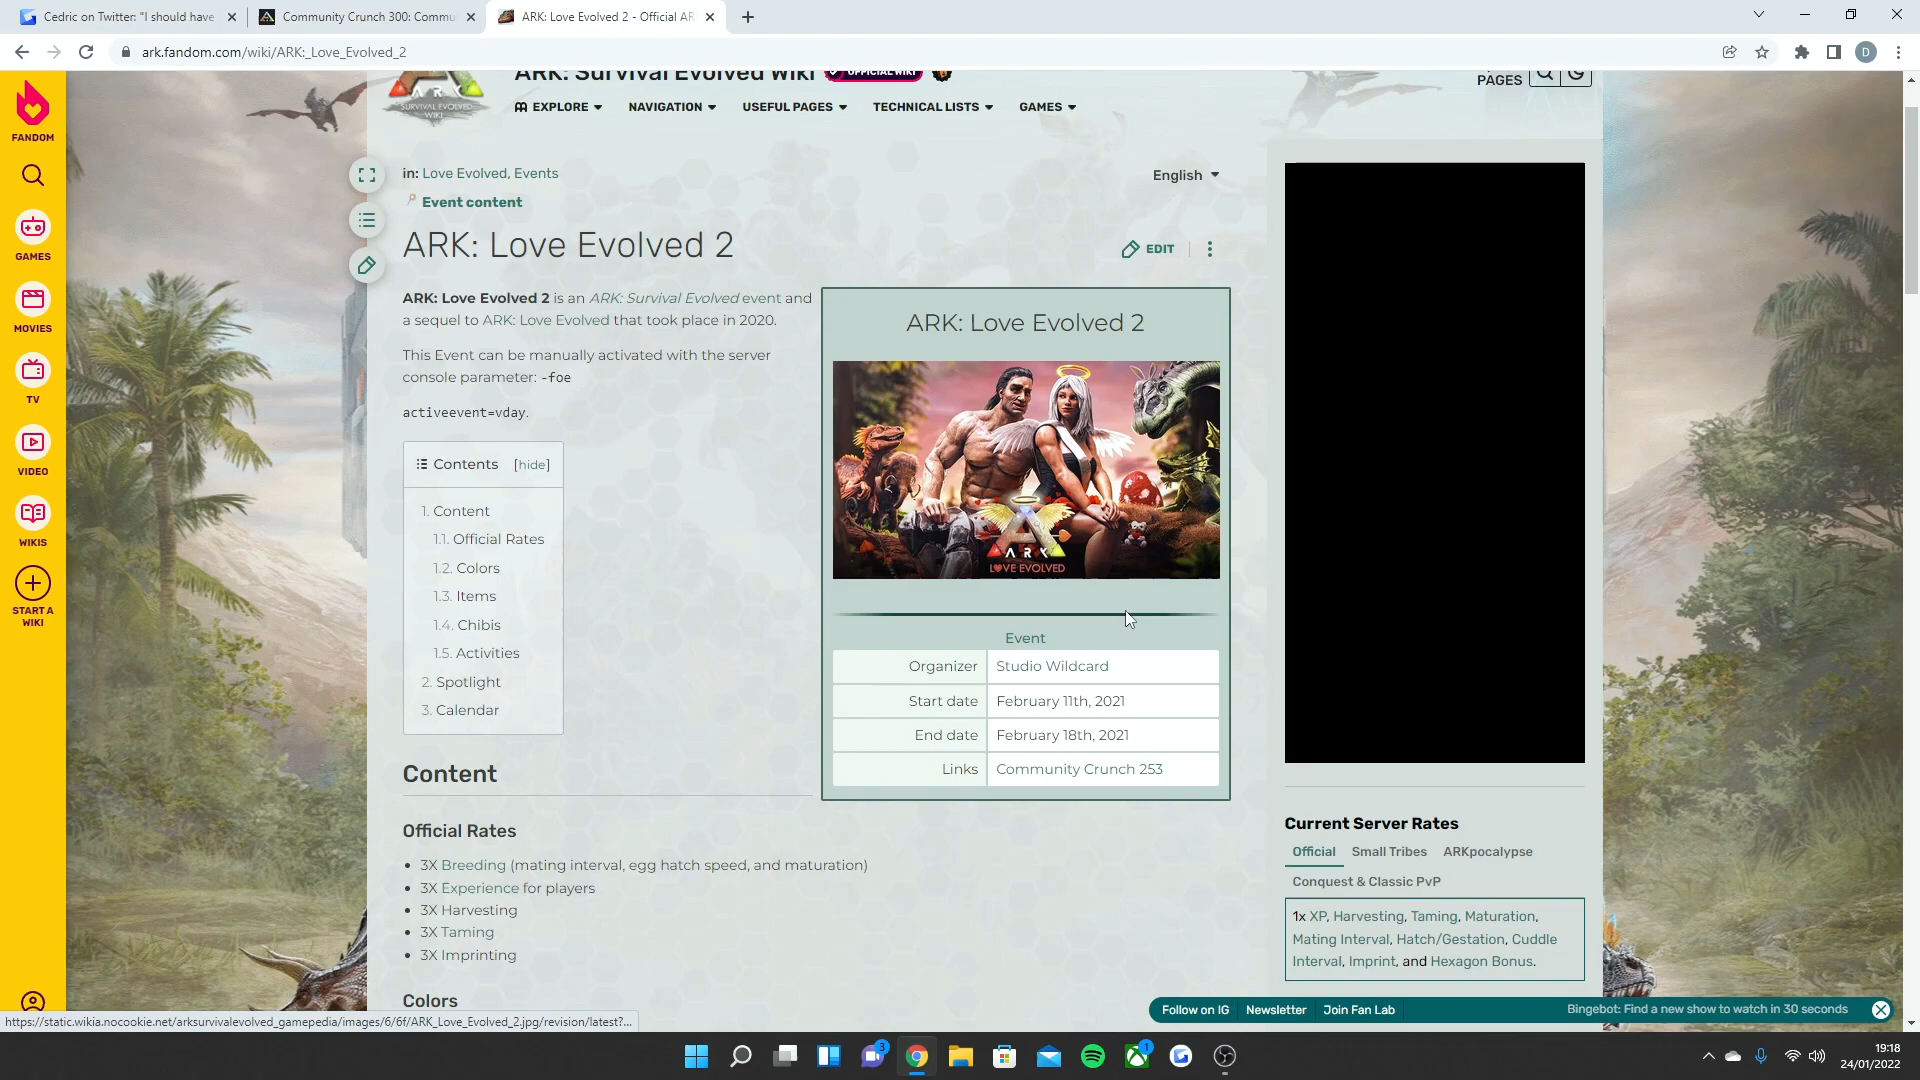 Cedric on Twitter: "I should have
Community Crunch 300: Commu
ARK: Love Evolved 2 - Official AR
ark.fandom.com/wiki/ARK:_Love_Evolved_2
D
FANDOM
GAMES
MOVIES
TV
VIDEO
WIKIS
START A
WIKI
ARK
SURVIVAL EVOLVED
WIKI
ARK: Survival Evolved Wiki
OFFICIAL WIKI
PAGES
EXPLORE
NAVIGATION
USEFUL PAGES
TECHNICAL LISTS
GAMES
in: Love Evolved, Events
English
Event content
ARK: Love Evolved 2
EDIT
ARK: Love Evolved 2 is an ARK: Survival Evolved event and
a sequel to ARK: Love Evolved that took place in 2020.
This Event can be manually activated with the server
console parameter: -foe
activeevent=vday.
Contents [hide]
1. Content
1.1. Official Rates
1.2. Colors
1.3. Items
1.4. Chibis
1.5. Activities
2. Spotlight
3. Calendar
ARK: Love Evolved 2
ARK
LOVE EVOLVED
Event
Organizer Studio Wildcard
Start date February 11th, 2021
End date February 18th, 2021
Links Community Crunch 253
Content
Official Rates
• 3X Breeding (mating interval, egg hatch speed, and maturation)
• 3X Experience for players
• 3X Harvesting
• 3X Taming
• 3X Imprinting
Colors
Current Server Rates
Official Small Tribes ARKpocalypse
Conquest & Classic PvP
1x XP, Harvesting, Taming, Maturation,
Mating Interval, Hatch/Gestation, Cuddle
Interval, Imprint, and Hexagon Bonus.
Follow on IG Newsletter Join Fan Lab
Bingebot: Find a new show to watch in 30 seconds
https://static.wikia.nocookie.net/arksurvivalevolved_gamepedia/images/6/6f/ARK_Love_Evolved_2.jpg/revision/latest?...
3
1
19:18
24/01/2022